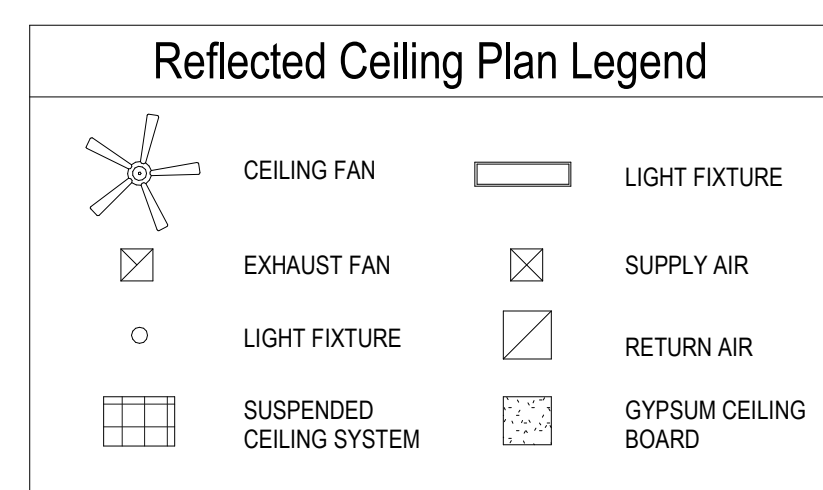 Reflected Ceiling Plan Legend
CEILING FAN
LIGHT FIXTURE
EXHAUST FAN
SUPPLY AIR
LIGHT FIXTURE
RETURN AIR
SUSPENDED
CEILING SYSTEM
GYPSUM CEILING
BOARD